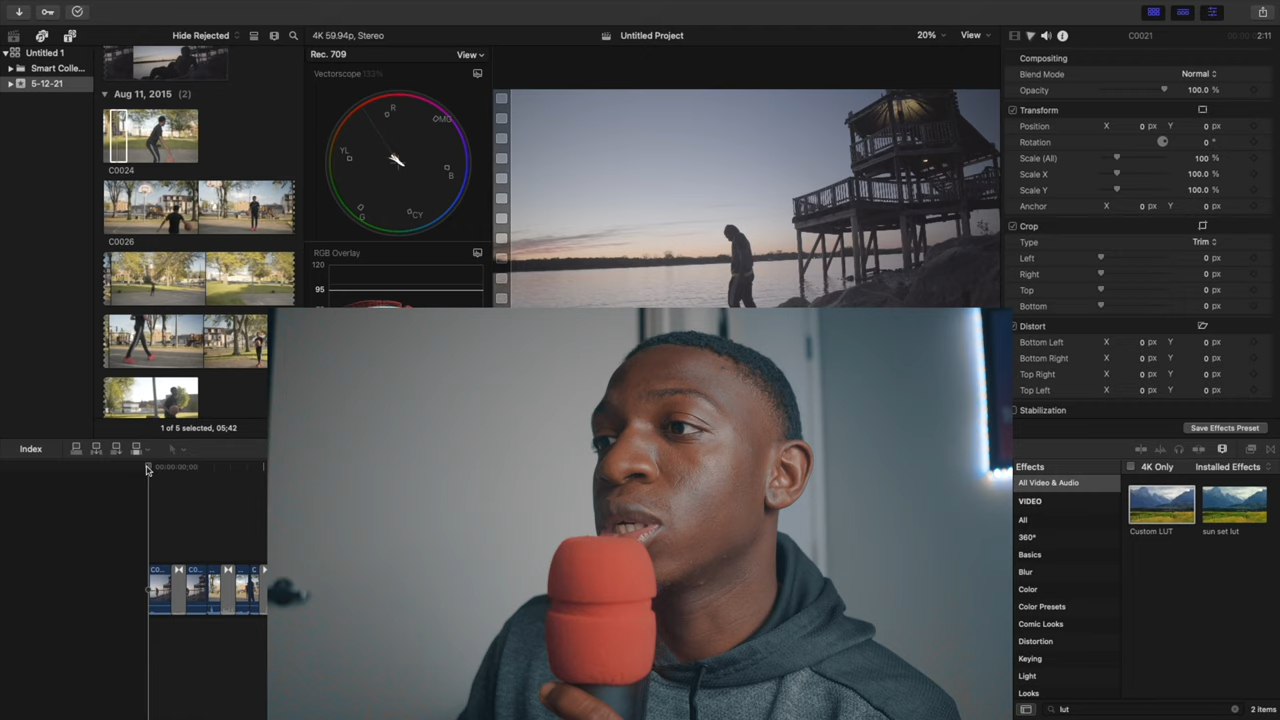 Hide Rejected
4K 59.94p, Stereo
Untitled Project
20%
View
C0021
2:11
Untitled 1
Smart Colle...
5-12-21
Aug 11, 2015 (2)
C0024
C0026
1 of 5 selected, 05;42
Rec. 709
View
Vectorscope 133%
R
MG
YL
B
G
CY
RGB Overlay
120
95
Compositing
Blend Mode Normal
Opacity 100.0 %
Transform
Position X 0 px Y 0 px
Rotation 0 °
Scale (All) 100 %
Scale X 100.0 %
Scale Y 100.0 %
Anchor X 0 px Y 0 px
Crop
Type Trim
Left 0 px
Right 0 px
Top 0 px
Bottom 0 px
Distort
Bottom Left X 0 px Y 0 px
Bottom Right X 0 px Y 0 px
Top Right X 0 px Y 0 px
Top Left X 0 px Y 0 px
Stabilization
Save Effects Preset
Index
00:00:00:00
C0...
C0...
...
C
Effects
4K Only
Installed Effects
All Video & Audio
VIDEO
All
360°
Basics
Blur
Color
Color Presets
Comic Looks
Distortion
Keying
Light
Looks
Custom LUT
sun set lut
lut
2 items